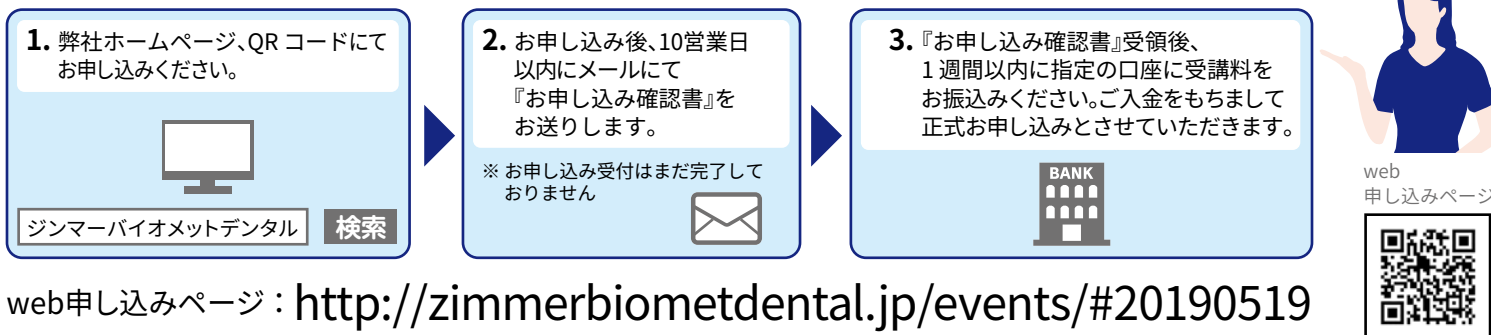 1. 弊社ホームページ、QR コードにて
お申し込みください。
ジンマーバイオメットデンタル 検索
2. お申し込み後、10営業日
以内にメールにて
『お申し込み確認書』を
お送りします。
※ お申し込み受付はまだ完了して
おりません
3. 『お申し込み確認書』受領後、
1 週間以内に指定の口座に受講料を
お振込みください。ご入金をもちまして
正式お申し込みとさせていただきます。
BANK
web
申し込みページ
web申し込みページ：http://zimmerbiometdental.jp/events/#20190519